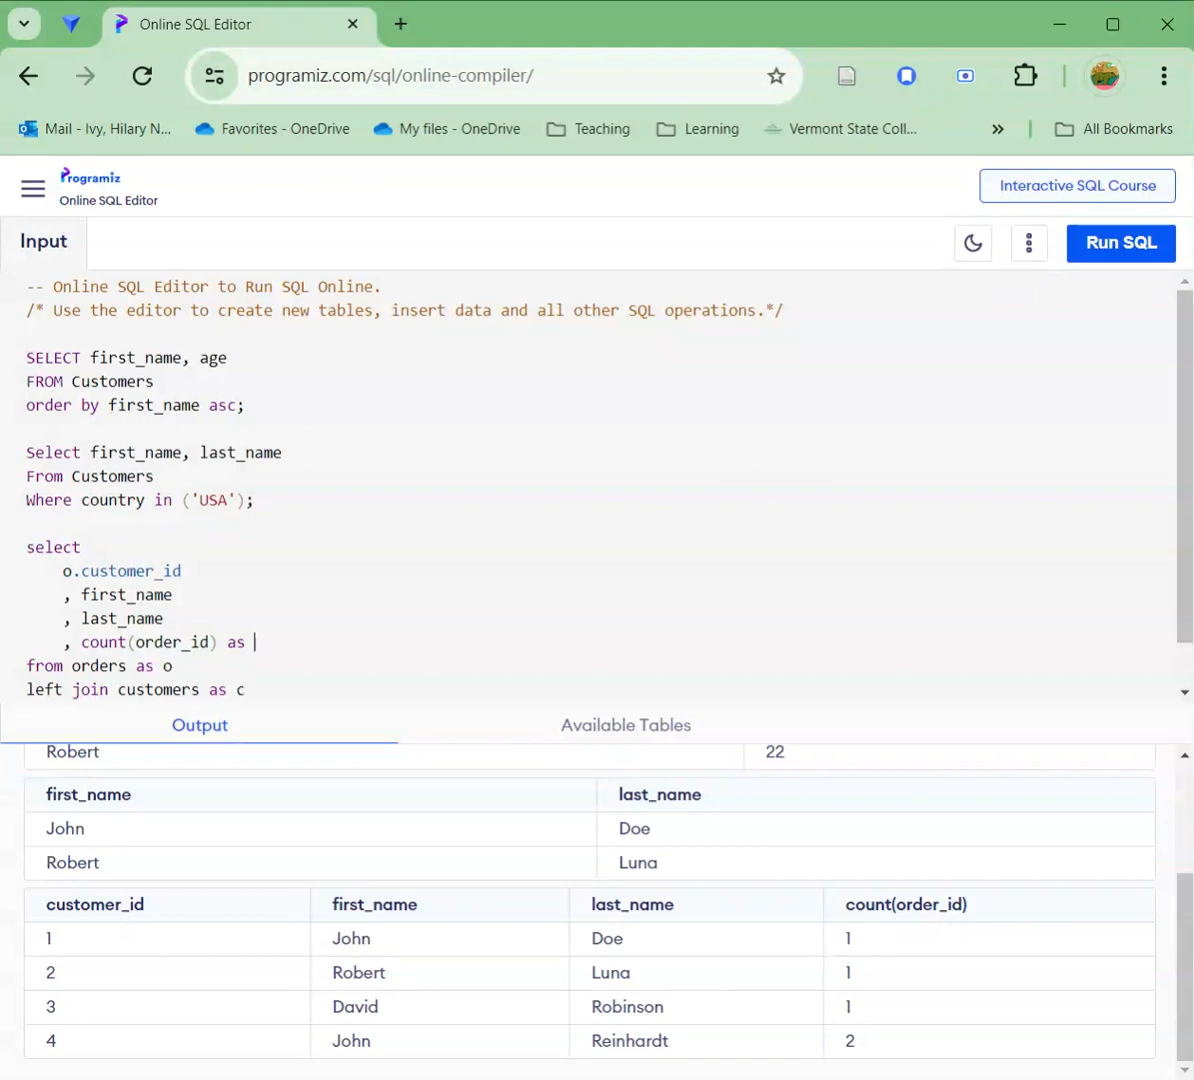 Online SQL Editor
programiz.com/sql/online-compiler/
Mail - Ivy, Hilary N... Favorites - OneDrive My files - OneDrive Teaching Learning Vermont State Coll... » All Bookmarks
Programiz
Online SQL Editor
Interactive SQL Course
Input
Run SQL
-- Online SQL Editor to Run SQL Online.
/* Use the editor to create new tables, insert data and all other SQL operations.*/
SELECT first_name, age
FROM Customers
order by first_name asc;
Select first_name, last_name
From Customers
Where country in ('USA');
select
o.customer_id
, first_name
, last_name
, count(order_id) as
from orders as o
left join customers as c
Output Available Tables
Robert 22
first_name last_name
John Doe
Robert Luna
customer_id first_name last_name count(order_id)
1 John Doe 1
2 Robert Luna 1
3 David Robinson 1
4 John Reinhardt 2